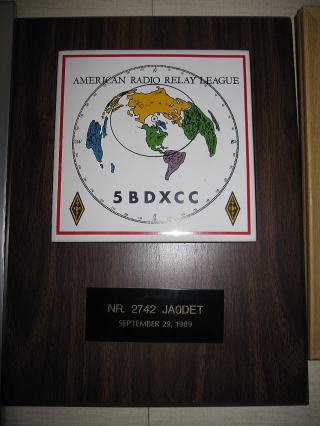 AMERICAN RADIO RELAY LEAGUE
5BDXCC
NR. 2742 JA0DET
SEPTEMBER 29, 1989